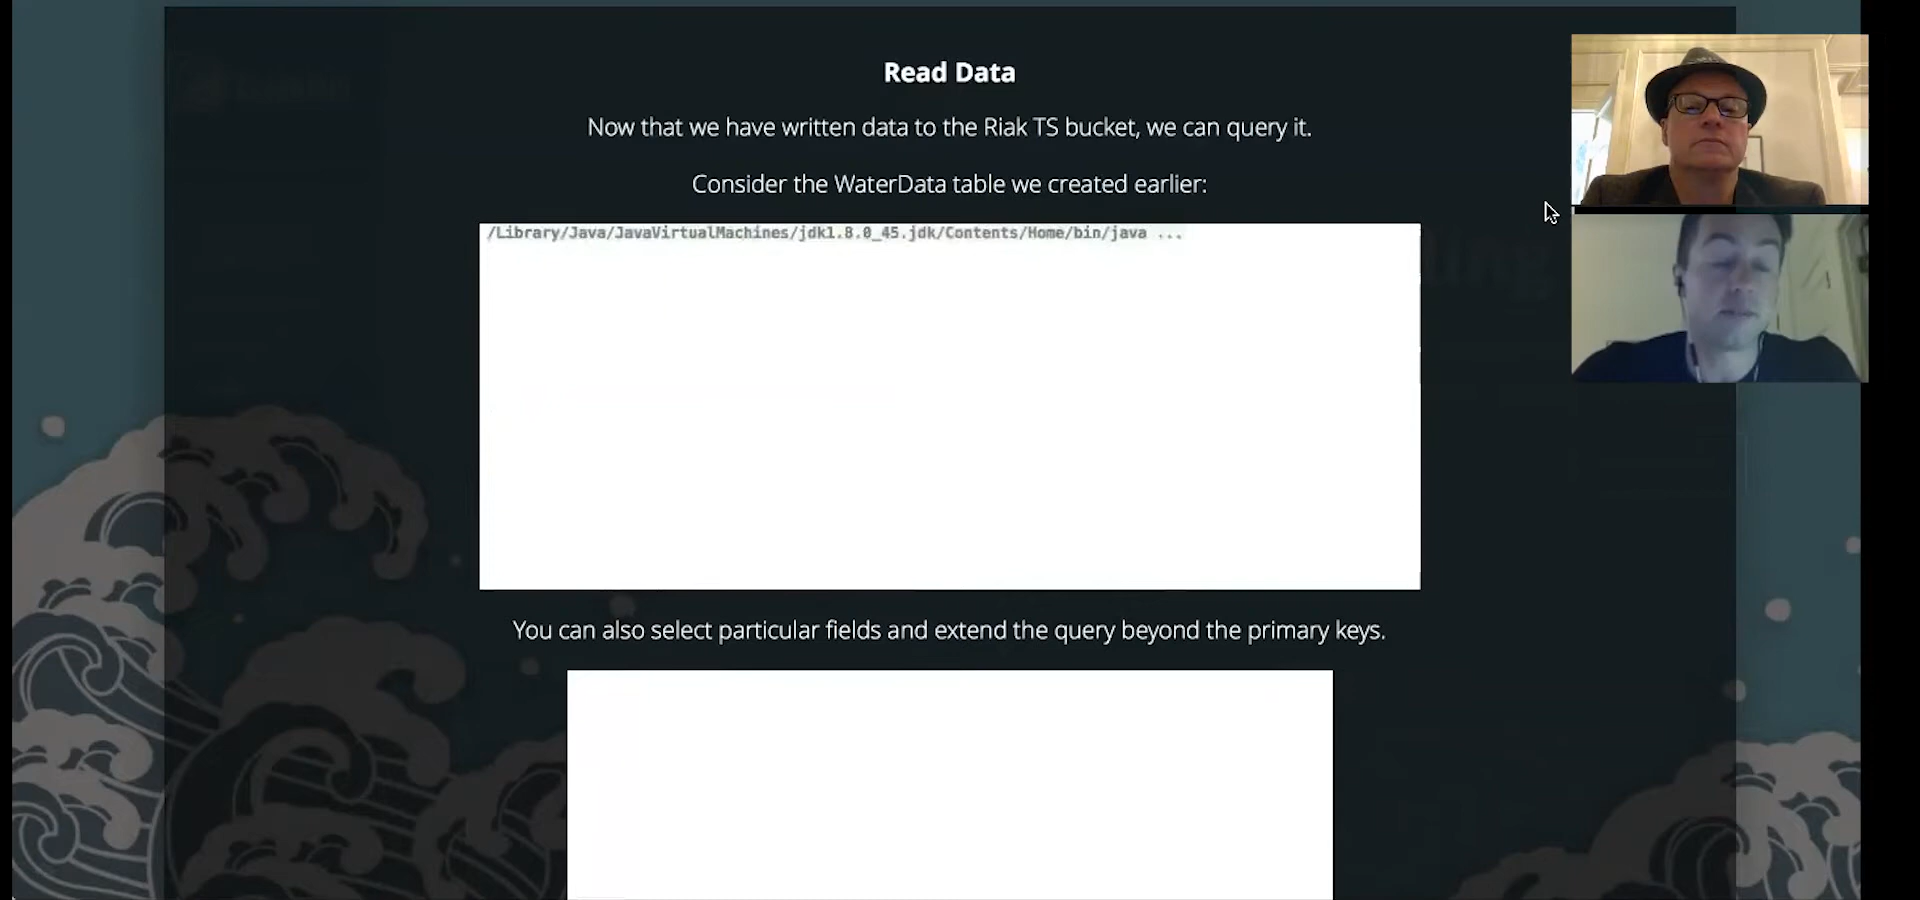 Read Data
Now that we have written data to the Riak TS bucket, we can query it.
Consider the WaterData table we created earlier:
/Library/Java/JavaVirtualMachines/jdk1.8.0_45.jdk/Contents/Home/bin/java ...
You can also select particular fields and extend the query beyond the primary keys.